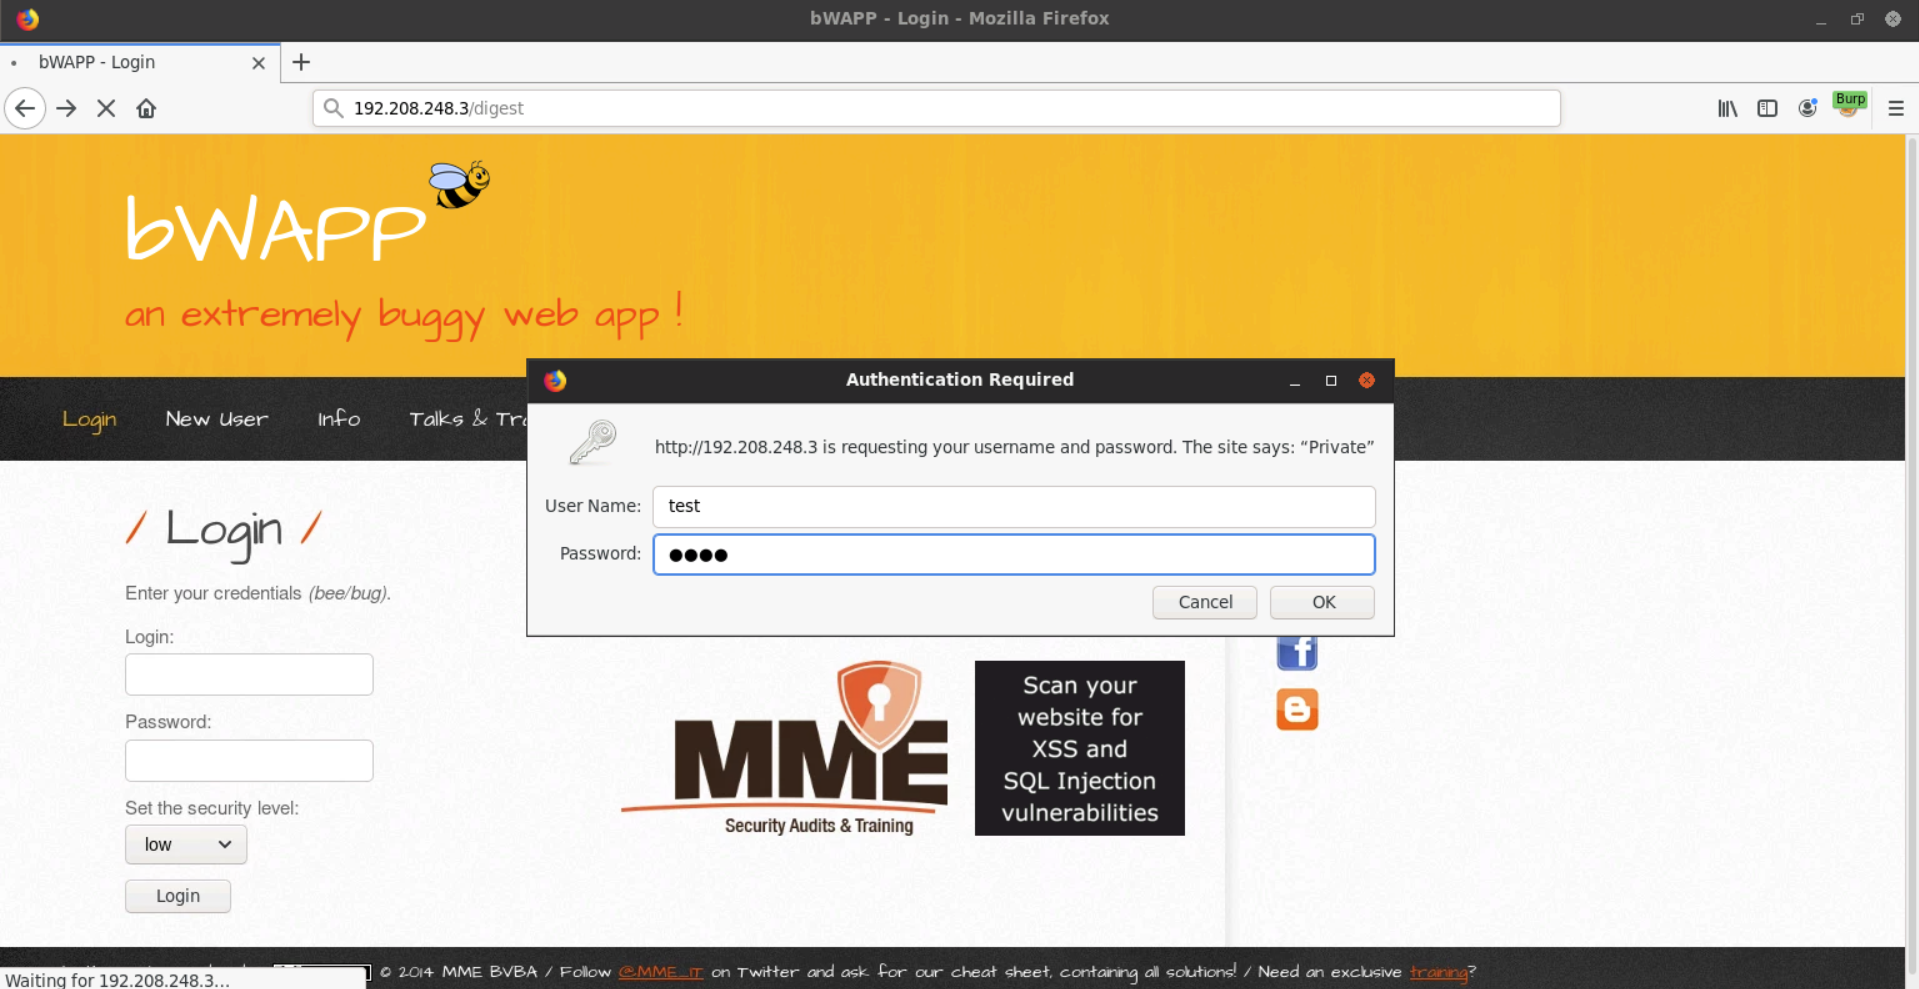 bWAPP - Login - Mozilla Firefox
bWAPP - Login
192.208.248.3/digest
Burp
bWAPP
an extremely buggy web app !
Login New User Info Talks &
Authentication Required
http://192.208.248.3 is requesting your username and password. The site says: “Private”
User Name: test
Password: ●●●●
Cancel OK
/ Login /
Enter your credentials (bee/bug).
Login:
Password:
Set the security level:
low
Login
MME
Security Audits & Training
Scan your
website for
XSS and
SQL Injection
vulnerabilities
© 2014 MME BVBA / Follow @MME_IT on Twitter and ask for our cheat sheet, containing all solutions! / Need an exclusive training?
Waiting for 192.208.248.3...